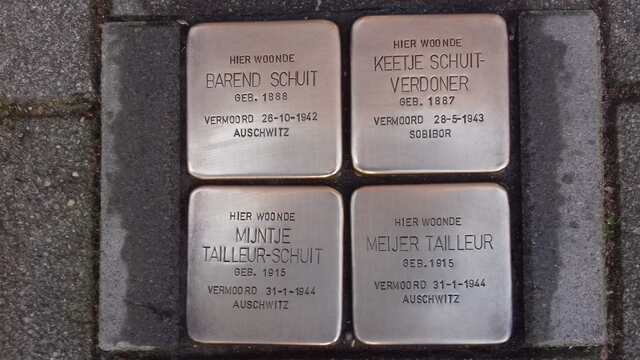 HIER WOONDE
BAREND SCHUIT
GEB. 1888
VERMOORD 26-10-1942
AUSCHWITZ
HIER WOONDE
KEETJE SCHUIT-
VERDONER
GEB. 1887
VERMOORD 28-5-1943
SOBIBOR
HIER WOONDE
MIJNTJE
TAILLEUR-SCHUIT
GEB. 1915
VERMOORD 31-1-1944
AUSCHWITZ
HIER WOONDE
MEIJER TAILLEUR
GEB.1915
VERMOORD 31-1-1944
AUSCHWITZ